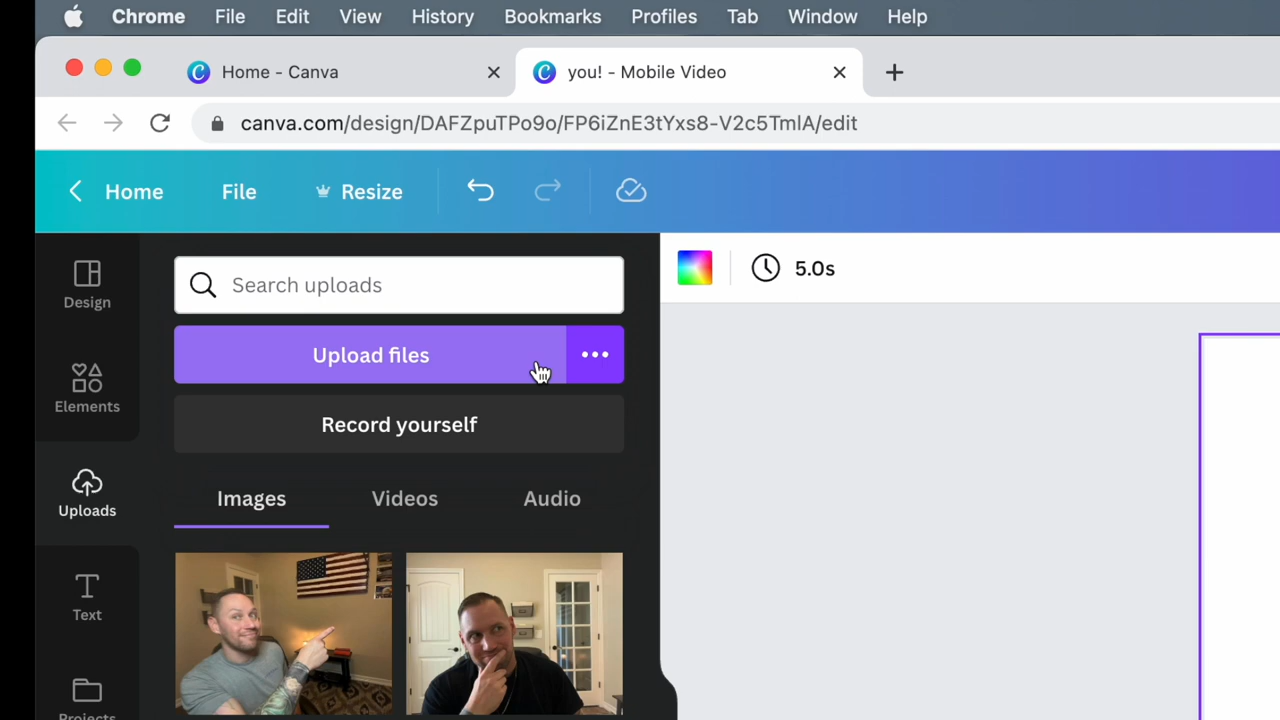 Chrome File Edit View History Bookmarks Profiles Tab Window Help
Home - Canva you! - Mobile Video
canva.com/design/DAFZpuTPo9o/FP6iZnE3tYxs8-V2c5TmlA/edit
Home File Resize
5.0s
Design
Elements
Uploads
Text
Projects
Search uploads
Upload files
Record yourself
Images Videos Audio